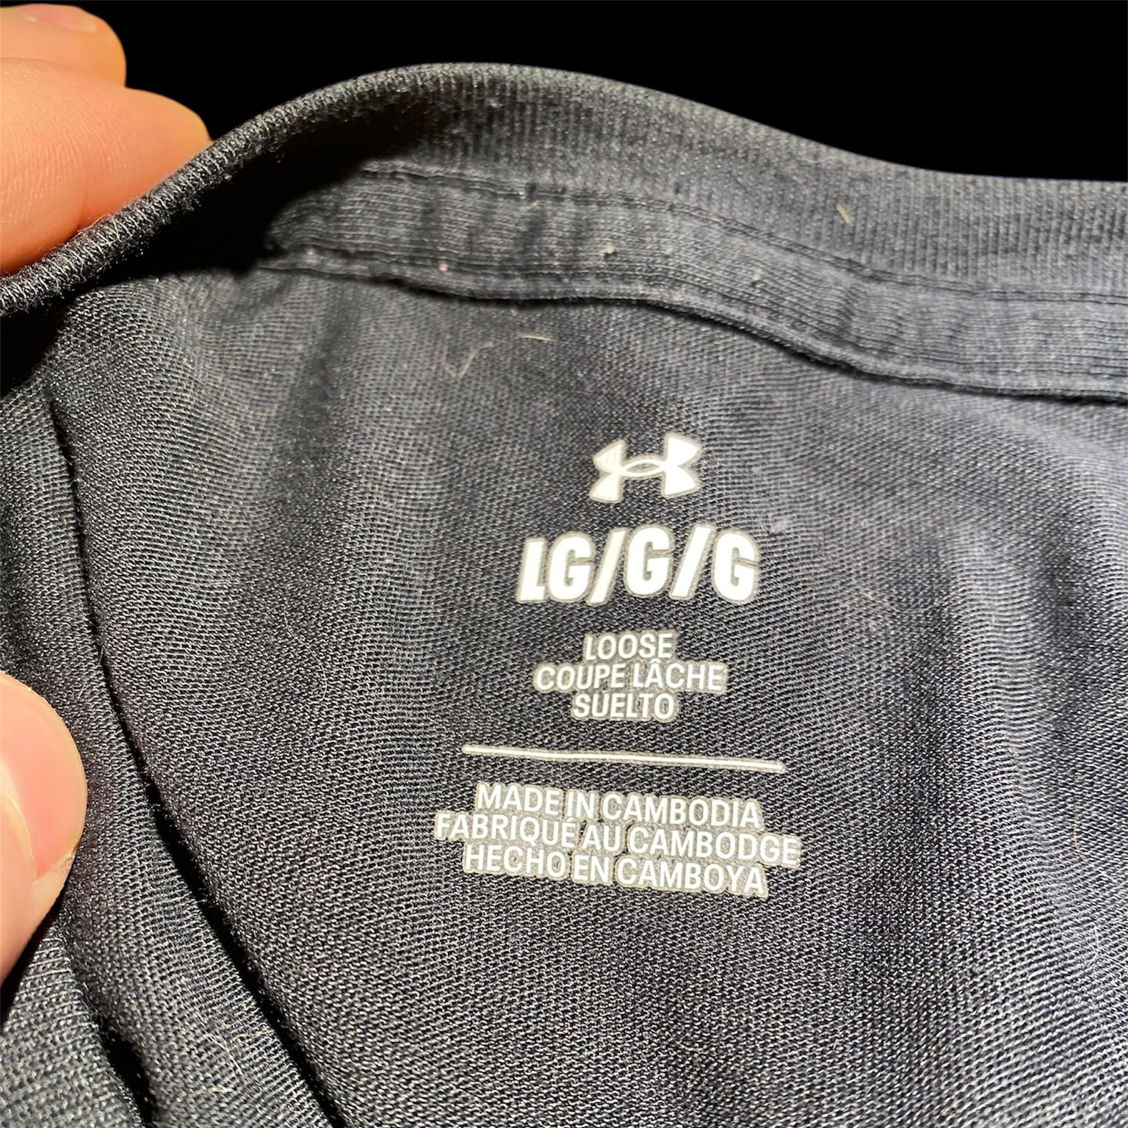 LG/G/G
LOOSE
COUPE LÂCHE
SUELTO
MADE IN CAMBODIA
FABRIQUÉ AU CAMBODGE
HECHO EN CAMBOYA